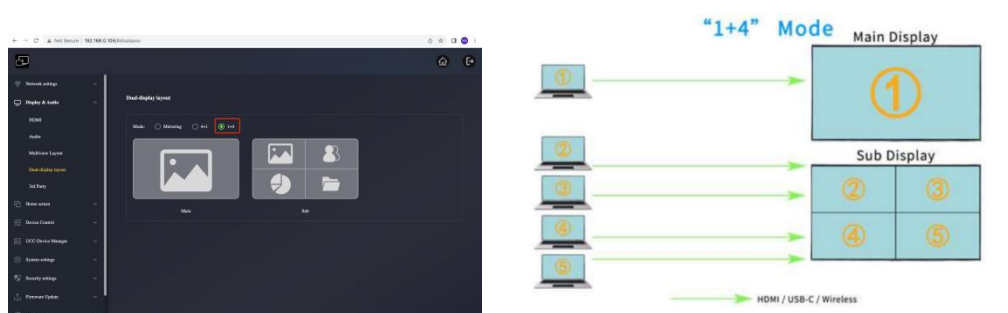 Not Secure | 192.168.0.105/#/duallayou
Network settings
Display & Audio
HDMI
Audio
Multiview Layout
Dual-display layout
3rd Party
Home screen
Device Control
UCC Device Manager
System settings
Security settings
Firmware Update
Dual-display layout
Mode: Mirroring 4+1 1+4
Main Sub
"1+4" Mode
Main Display
①
①
Sub Display
②
③
④
⑤
② ③
④ ⑤
HDMI / USB-C / Wireless